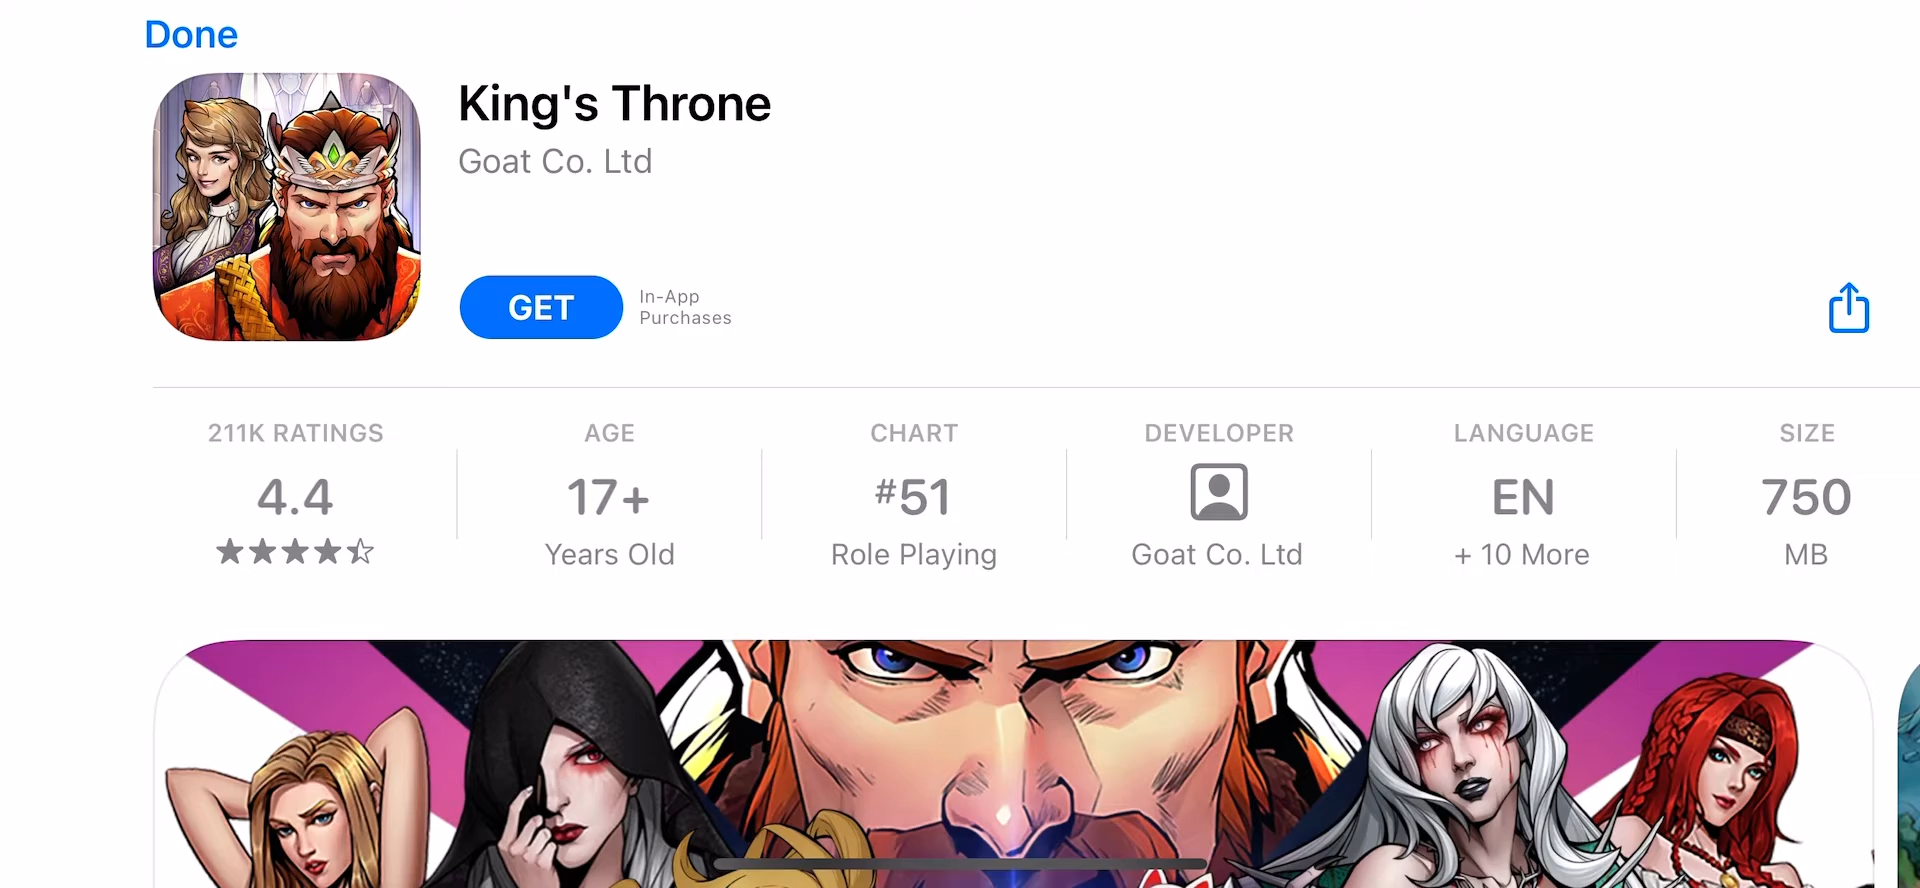 Done
King's Throne
Goat Co. Ltd
GET
In-App
Purchases
211K RATINGS
4.4
AGE
17+
Years Old
CHART
#51
Role Playing
DEVELOPER
Goat Co. Ltd
LANGUAGE
EN
+ 10 More
SIZE
750
MB